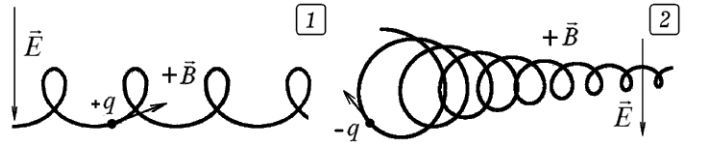 1
E⃗
+B⃗
+q
2
+B⃗
E⃗
-q